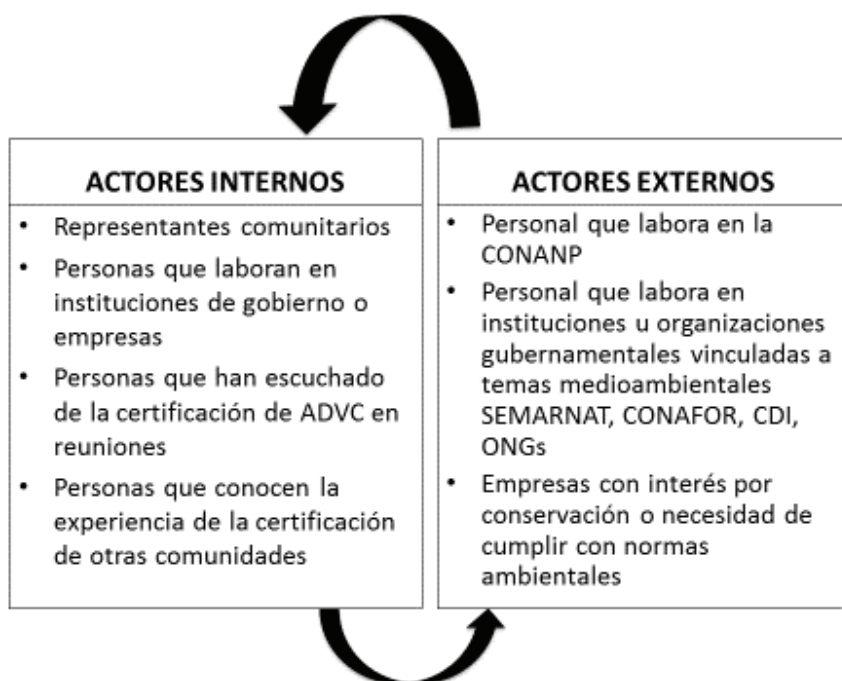 ACTORES INTERNOS
• Representantes comunitarios
• Personas que laboran en
instituciones de gobierno o
empresas
• Personas que han escuchado
de la certificación de ADVC en
reuniones
• Personas que conocen la
experiencia de la certificación
de otras comunidades
ACTORES EXTERNOS
• Personal que labora en la
CONANP
• Personal que labora en
instituciones u organizaciones
gubernamentales vinculadas a
temas medioambientales
SEMARNAT, CONAFOR, CDI,
ONGs
• Empresas con interés por
conservación o necesidad de
cumplir con normas
ambientales